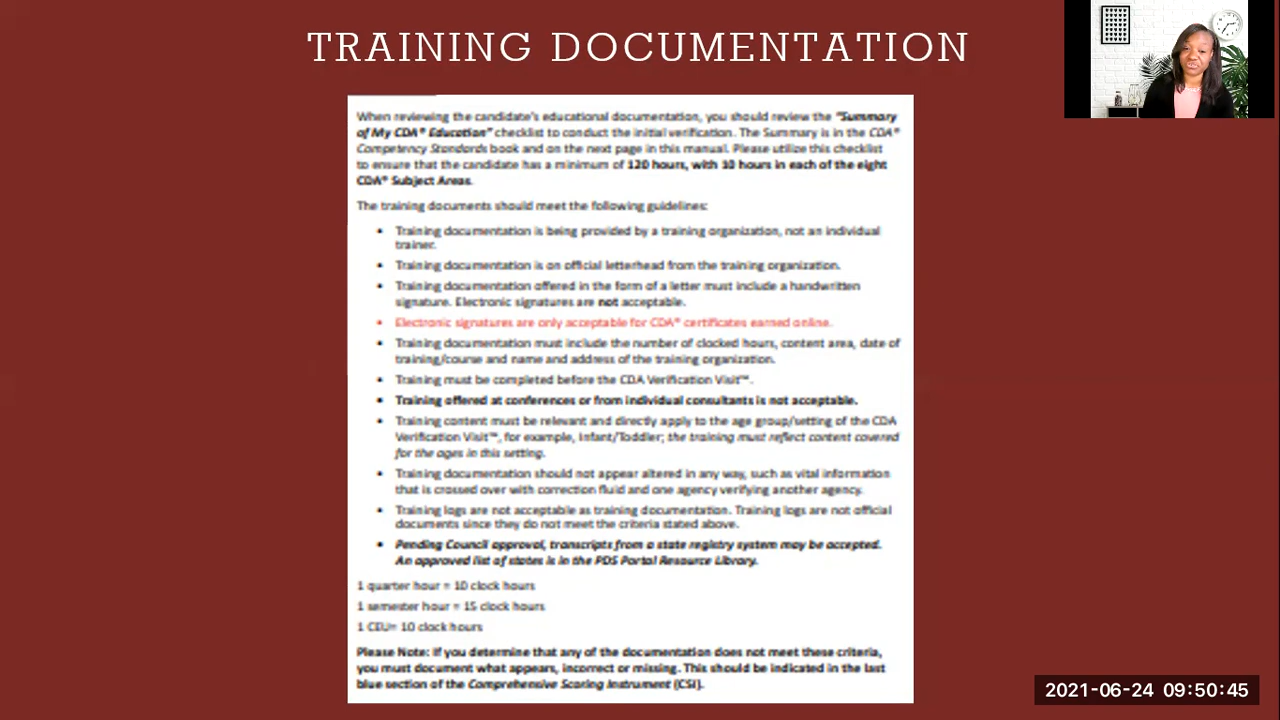 TRAINING DOCUMENTATION
When reviewing the candidate's educational documentation, you should review the "Summary
of My CDA® Education" checklist to conduct the initial verification. The Summary is in the CDA®
Competency Standards book and on the next page in this manual. Please utilize this checklist
to ensure that the candidate has a minimum of 120 hours, with 10 hours in each of the eight
CDA® Subject Areas.
The training documents should meet the following guidelines:
• Training documentation is being provided by a training organization, not an individual
trainer.
• Training documentation is on official letterhead from the training organization.
• Training documentation offered in the form of a letter must include a handwritten
signature. Electronic signatures are not acceptable.
• Electronic signatures are only acceptable for CDA® certificates earned online.
• Training documentation must include the number of clocked hours, content area, date of
training/course and name and address of the training organization.
• Training must be completed before the CDA Verification Visit™.
• Training offered at conferences or from individual consultants is not acceptable.
• Training content must be relevant and directly apply to the age group/setting of the CDA
Verification Visit™, for example, Infant/Toddler; the training must reflect content covered
for the ages in this setting.
• Training documentation should not appear altered in any way, such as vital information
that is crossed over with correction fluid and one agency verifying another agency.
• Training logs are not acceptable as training documentation. Training logs are not official
documents since they do not meet the criteria stated above.
• Pending Council approval, transcripts from a state registry system may be accepted.
An approved list of states is in the PDS Portal Resource Library.
1 quarter hour = 10 clock hours
1 semester hour = 15 clock hours
1 CEU= 10 clock hours
Please Note: If you determine that any of the documentation does not meet these criteria,
you must document what appears, incorrect or missing. This should be indicated in the last
blue section of the Comprehensive Scoring Instrument (CSI).
2021-06-24 09:50:45